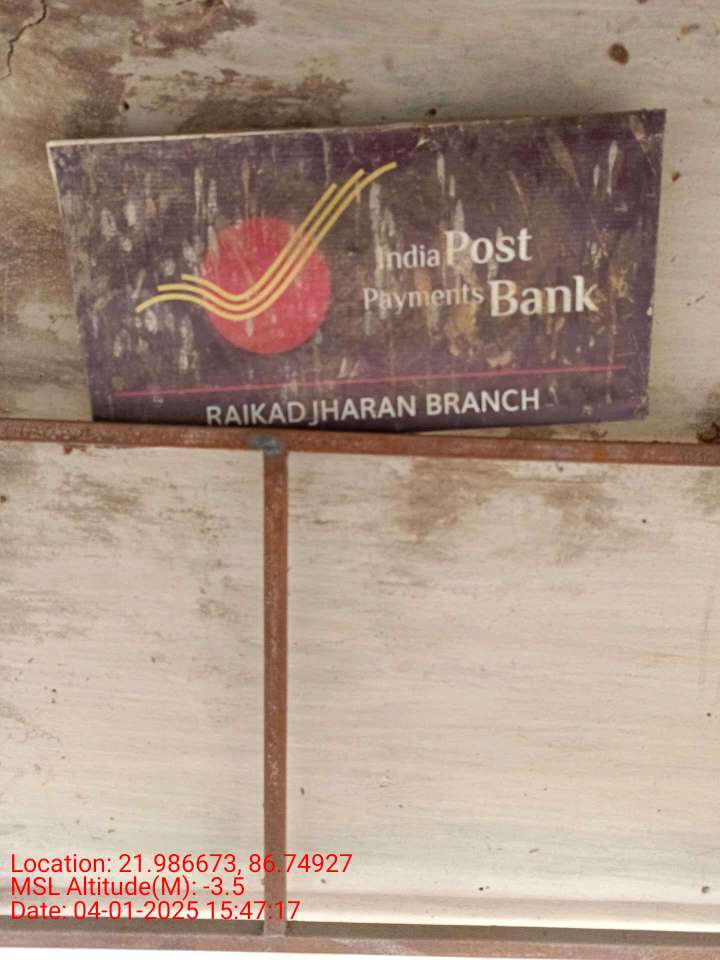 India Post
Payments Bank
RAIKADJHARAN BRANCH
Location: 21.986673, 86.74927
MSL Altitude(M): -3.5
Date: 04-01-2025 15:47:17